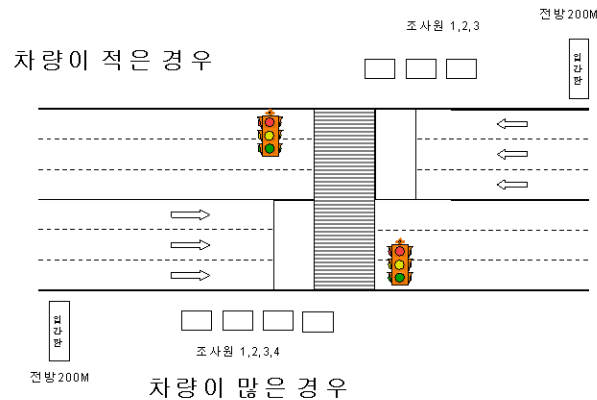 전방200M
조사원 1,2,3
차량이 적은 경우
입간판
입간판
조사원 1,2,3,4
전방200M
차량이 많은 경우